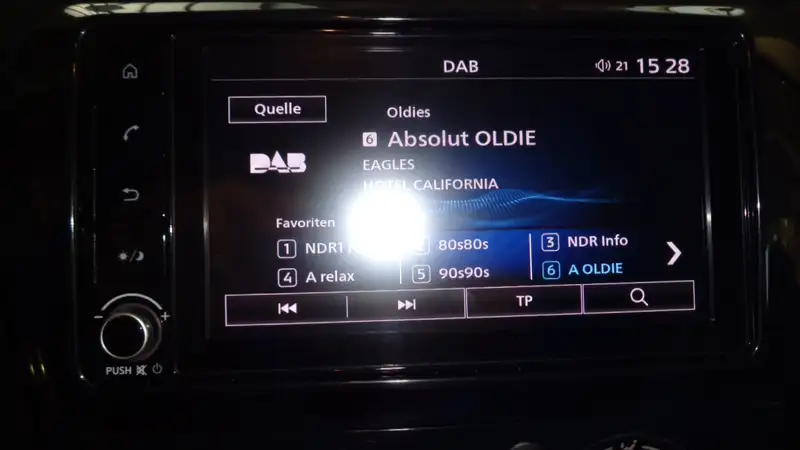 DAB
21 15 28
Quelle
Oldies
6 Absolut OLDIE
DAB
EAGLES
HOTEL CALIFORNIA
Favoriten
1 NDR1
80s80s
3 NDR Info
4 A relax
5 90s90s
6 A OLDIE
TP
- +
PUSH